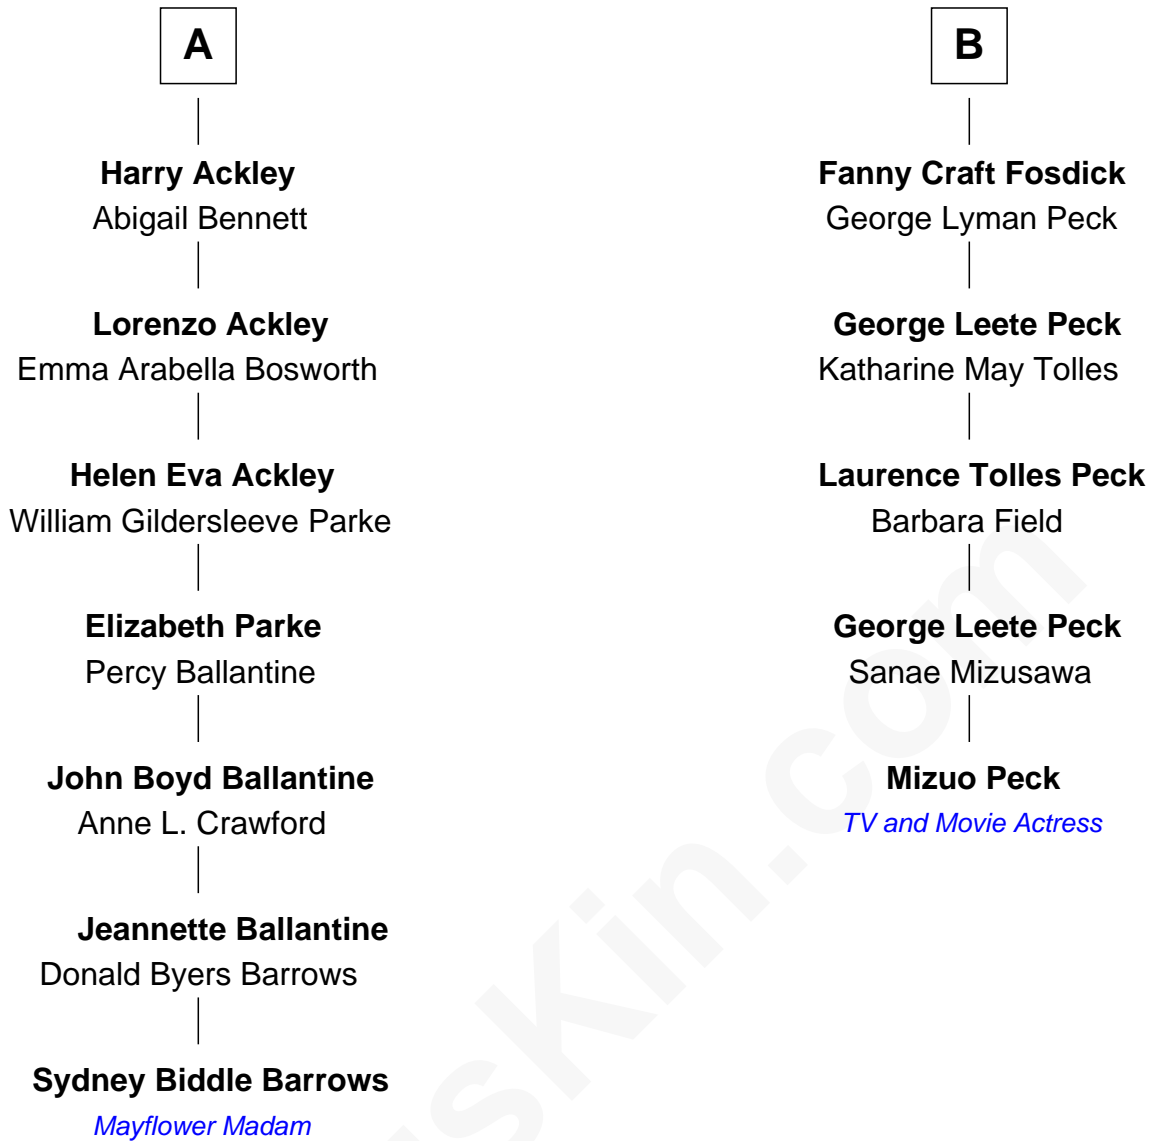 A
Harry Ackley
Abigail Bennett
Lorenzo Ackley
Emma Arabella Bosworth
Helen Eva Ackley
William Gildersleeve Parke
Elizabeth Parke
Percy Ballantine
John Boyd Ballantine
Anne L. Crawford
Jeannette Ballantine
Donald Byers Barrows
Sydney Biddle Barrows
Mayflower Madam
B
Fanny Craft Fosdick
George Lyman Peck
George Leete Peck
Katharine May Tolles
Laurence Tolles Peck
Barbara Field
George Leete Peck
Sanae Mizusawa
Mizuo Peck
TV and Movie Actress
usKin.com